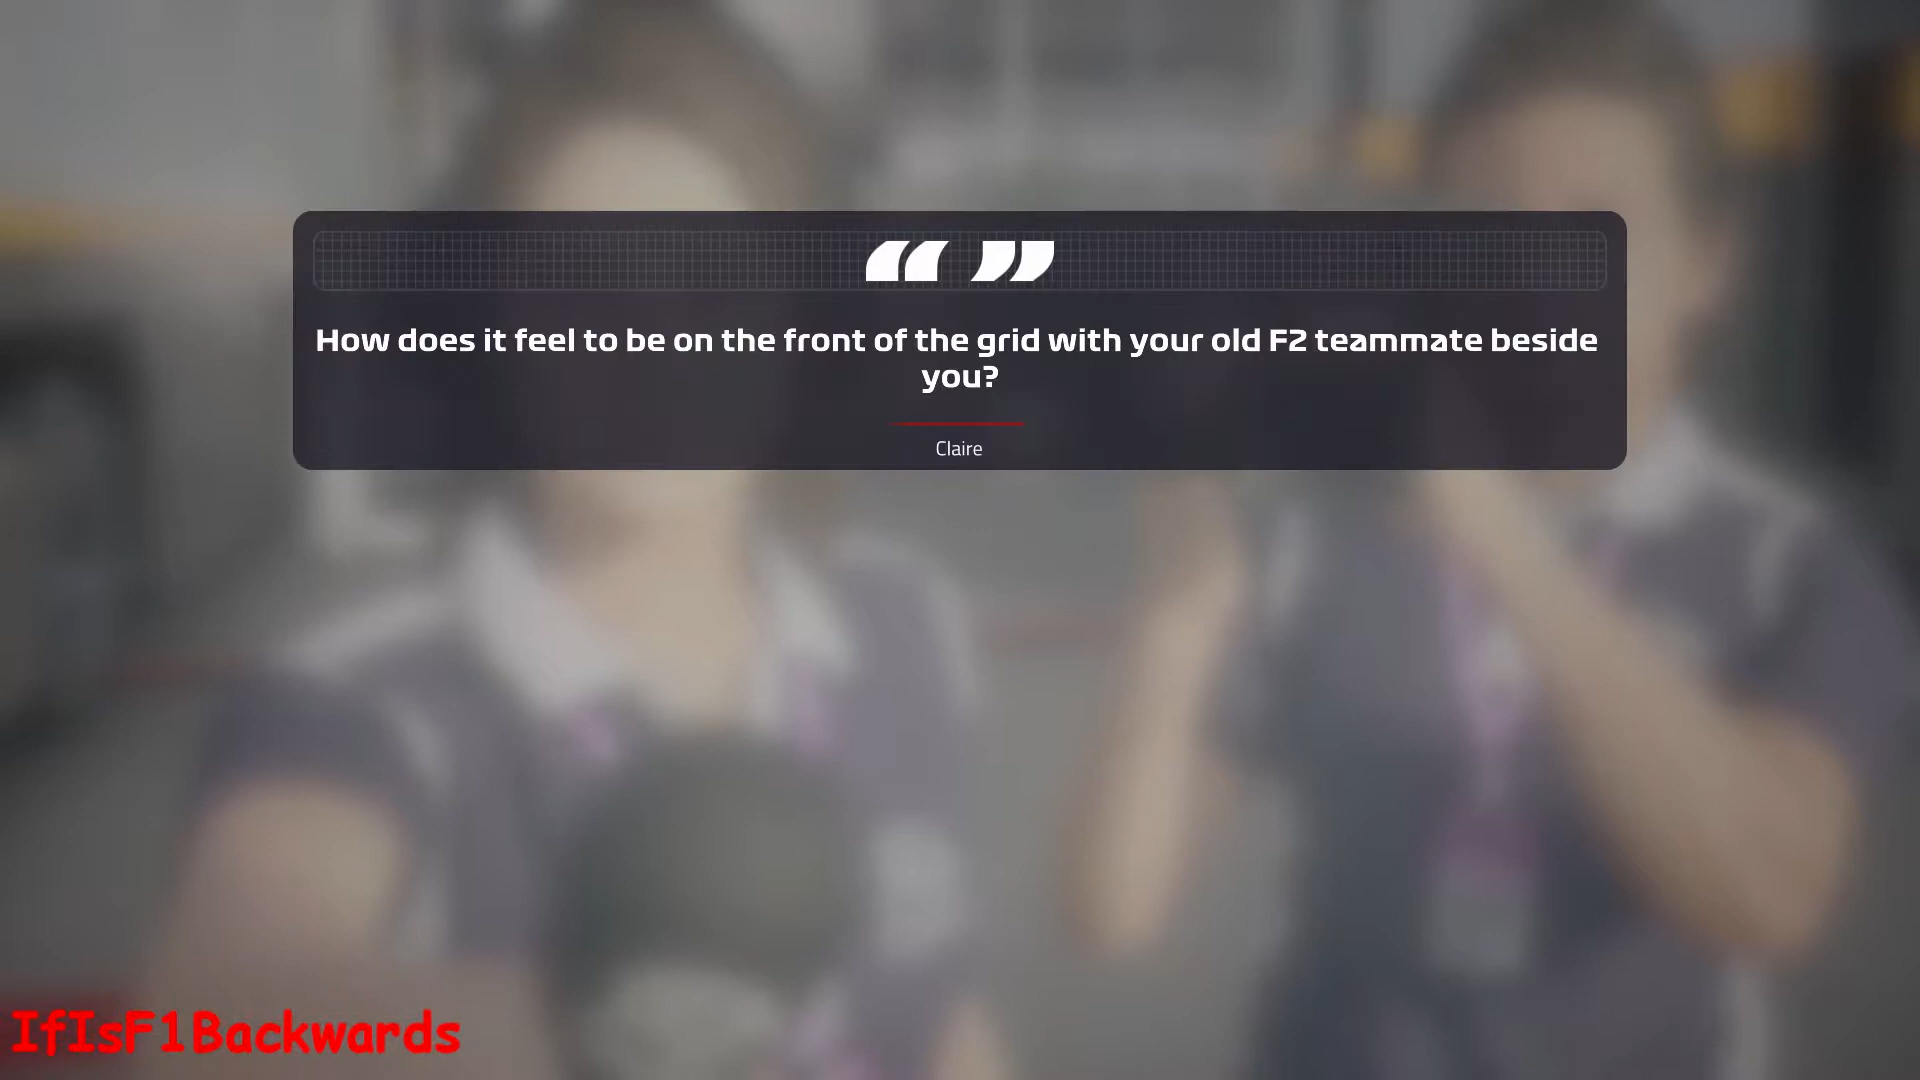 “ ”
How does it feel to be on the front of the grid with your old F2 teammate beside
you?
Claire
IfIsF1Backwards